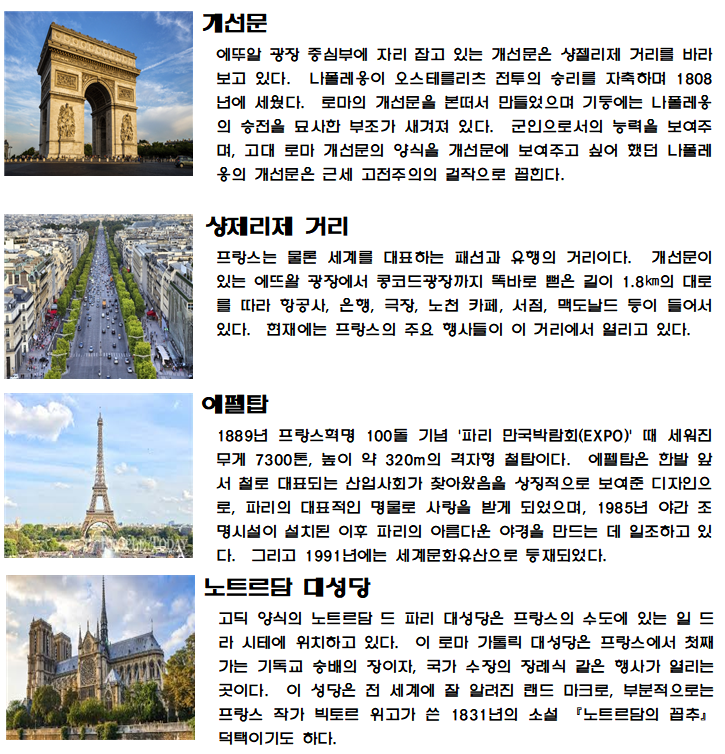 개선문
에뚜알 광장 중심부에 자리 잡고 있는 개선문은 샹젤리제 거리를 바라
보고 있다. 나폴레옹이 오스테를리츠 전투의 승리를 자축하며 1808
년에 세웠다. 로마의 개선문을 본떠서 만들었으며 기둥에는 나폴레옹
의 승전을 묘사한 부조가 새겨져 있다. 군인으로서의 능력을 보여주
며, 고대 로마 개선문의 양식을 개선문에 보여주고 싶어 했던 나폴레
옹의 개선문은 근세 고전주의의 걸작으로 꼽힌다.
샹제리제 거리
프랑스는 물론 세계를 대표하는 패션과 유행의 거리이다. 개선문이
있는 에뜨왈 광장에서 콩코드광장까지 똑바로 뻗은 길이 1.8㎞의 대로
를 따라 항공사, 은행, 극장, 노천 카페, 서점, 맥도날드 등이 들어서
있다. 현재에는 프랑스의 주요 행사들이 이 거리에서 열리고 있다.
에펠탑
1889년 프랑스혁명 100돌 기념 '파리 만국박람회(EXPO)' 때 세워진
무게 7300톤, 높이 약 320m의 격자형 철탑이다. 에펠탑은 한발 앞
서 철로 대표되는 산업사회가 찾아왔음을 상징적으로 보여준 디자인으
로, 파리의 대표적인 명물로 사랑을 받게 되었으며, 1985년 야간 조
명시설이 설치된 이후 파리의 아름다운 야경을 만드는 데 일조하고 있
다. 그리고 1991년에는 세계문화유산으로 등재되었다.
노트르담 대성당
고딕 양식의 노트르담 드 파리 대성당은 프랑스의 수도에 있는 일 드
라 시테에 위치하고 있다. 이 로마 가톨릭 대성당은 프랑스에서 첫째
가는 기독교 숭배의 장이자, 국가 수장의 장례식 같은 행사가 열리는
곳이다. 이 성당은 전 세계에 잘 알려진 랜드 마크로, 부분적으로는
프랑스 작가 빅토르 위고가 쓴 1831년의 소설 『노트르담의 꼽추』
덕택이기도 하다.